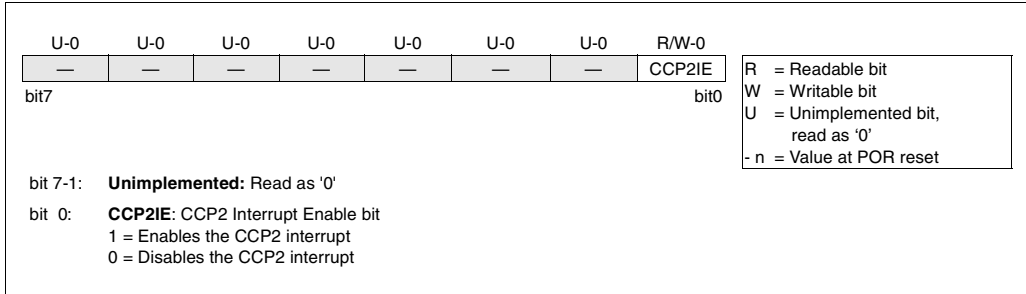 U-0 U-0 U-0 U-0 U-0 U-0 U-0 R/W-0
— — — — — — — CCP2IE
bit7 bit0
R = Readable bit
W = Writable bit
U = Unimplemented bit,
read as ‘0’
- n = Value at POR reset
bit 7-1: Unimplemented: Read as '0'
bit 0: CCP2IE: CCP2 Interrupt Enable bit
1 = Enables the CCP2 interrupt
0 = Disables the CCP2 interrupt